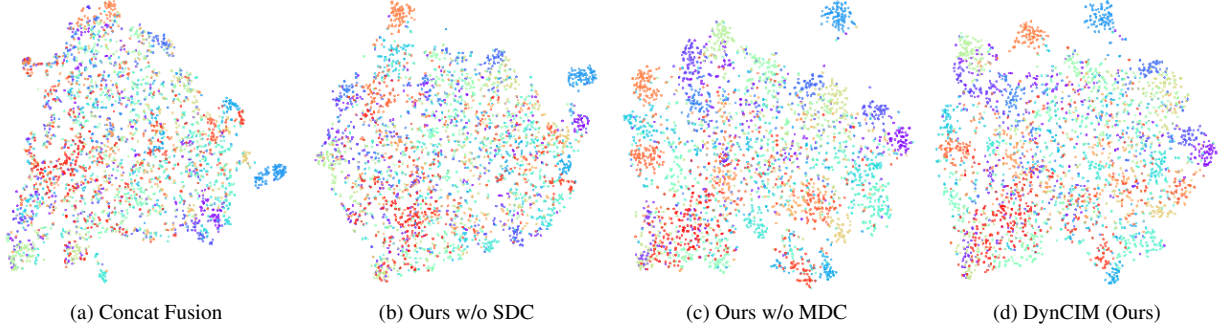 (a) Concat Fusion
(b) Ours w/o SDC
(c) Ours w/o MDC
(d) DynCIM (Ours)